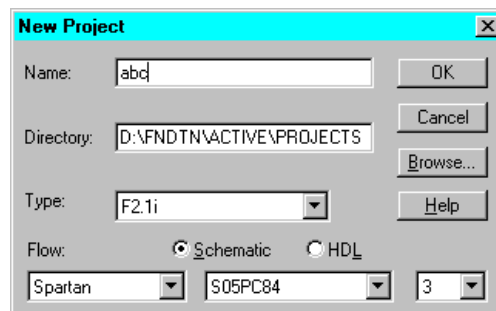 New Project
Name: abc OK
Cancel
Directory: D:\FNDTN\ACTIVE\PROJECTS
Browse...
Type: F2.1i Help
Flow: Schematic HDL
Spartan S05PC84 3